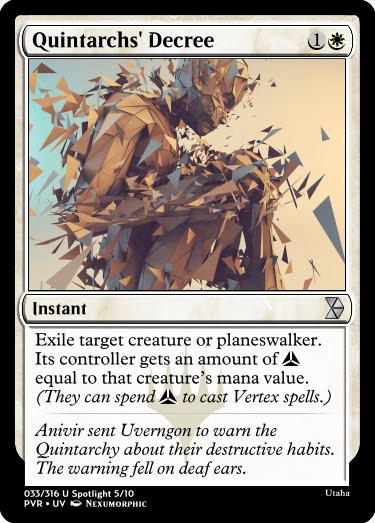 Quintarchs' Decree 1
Instant
Exile target creature or planeswalker.
Its controller gets an amount of
equal to that creature's mana value.
(They can spend to cast Vertex spells.)
Anivir sent Uverngon to warn the
Quintarchy about their destructive habits.
The warning fell on deaf ears.
033/316 U Spotlight 5/10
Utaha
PVR • UV Nexumorphic